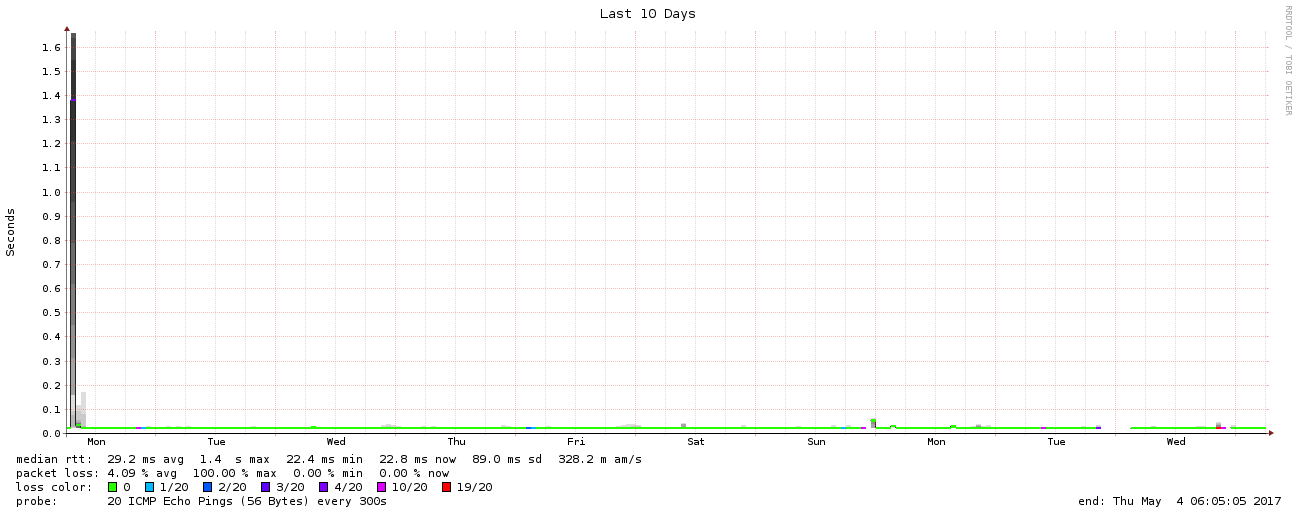 Last 10 Days
RRDTOOL / TOBI OETIKER
Seconds
1.6
1.5
1.4
1.3
1.2
1.1
1.0
0.9
0.8
0.7
0.6
0.5
0.4
0.3
0.2
0.1
0.0
Mon Tue Wed Thu Fri Sat Sun Mon Tue Wed
median rtt: 29.2 ms avg 1.4 s max 22.4 ms min 22.8 ms now 89.0 ms sd 328.2 m am/s
packet loss: 4.09 % avg 100.00 % max 0.00 % min 0.00 % now
loss color: 0 1/20 2/20 3/20 4/20 10/20 19/20
probe: 20 ICMP Echo Pings (56 Bytes) every 300s end: Thu May 4 06:05:05 2017